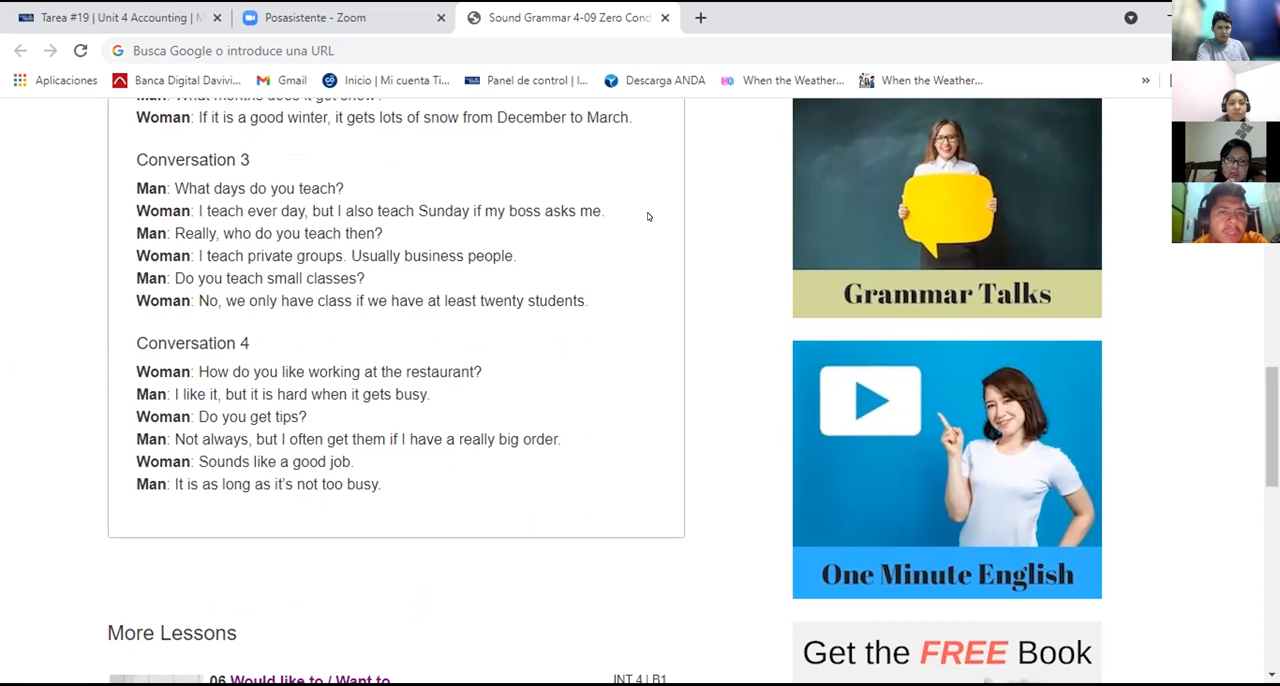 Tarea #19 | Unit 4 Accounting |
Posasistente - Zoom
Sound Grammar 4-09 Zero Cond
Busca Google o introduce una URL
Aplicaciones
Banca Digital Davivi...
Gmail
Inicio | Mi cuenta Ti...
Panel de control | I...
Descarga ANDA
When the Weather...
When the Weather...
»
Man: What months does it get snow?
Woman: If it is a good winter, it gets lots of snow from December to March.
Conversation 3
Man: What days do you teach?
Woman: I teach ever day, but I also teach Sunday if my boss asks me.
Man: Really, who do you teach then?
Woman: I teach private groups. Usually business people.
Man: Do you teach small classes?
Woman: No, we only have class if we have at least twenty students.
Conversation 4
Woman: How do you like working at the restaurant?
Man: I like it, but it is hard when it gets busy.
Woman: Do you get tips?
Man: Not always, but I often get them if I have a really big order.
Woman: Sounds like a good job.
Man: It is as long as it’s not too busy.
More Lessons
06 Would like to / Want to
INT 4 | B1
Grammar Talks
One Minute English
Get the FREE Book